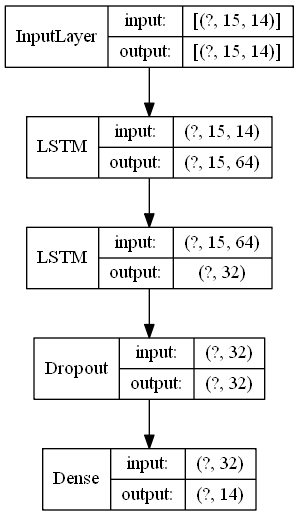 InputLayer input: [(?, 15, 14)]
output: [(?, 15, 14)]
LSTM input: (?, 15, 14)
output: (?, 15, 64)
LSTM input: (?, 15, 64)
output: (?, 32)
Dropout input: (?, 32)
output: (?, 32)
Dense input: (?, 32)
output: (?, 14)